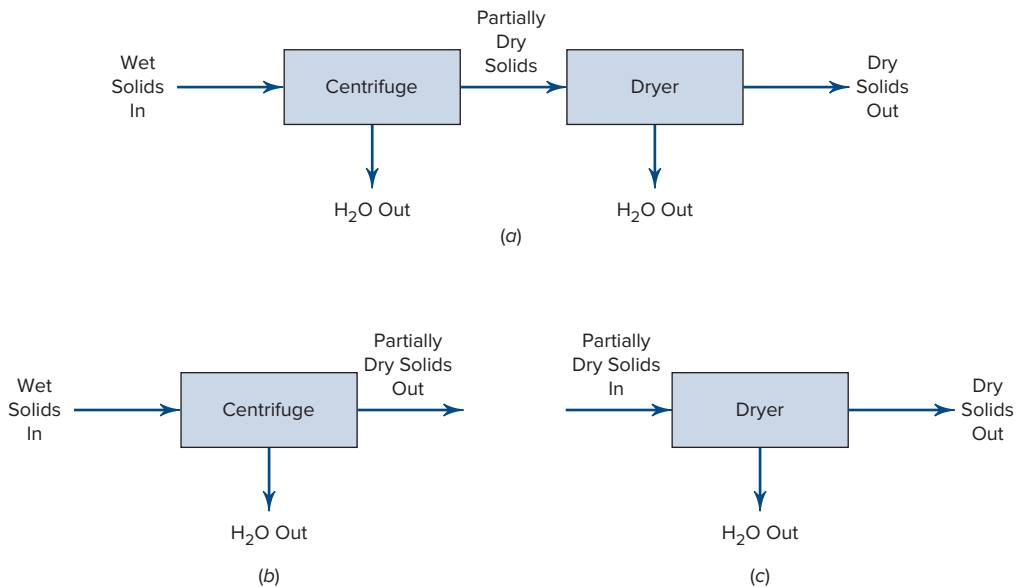 Partially
Dry
Solids
Wet
Solids
In
Centrifuge
Dryer
Dry
Solids
Out
H₂O Out
H₂O Out
(a)
Wet
Solids
In
Centrifuge
Partially
Dry Solids
Out
H₂O Out
(b)
Partially
Dry Solids
In
Dryer
Dry
Solids
Out
H₂O Out
(c)